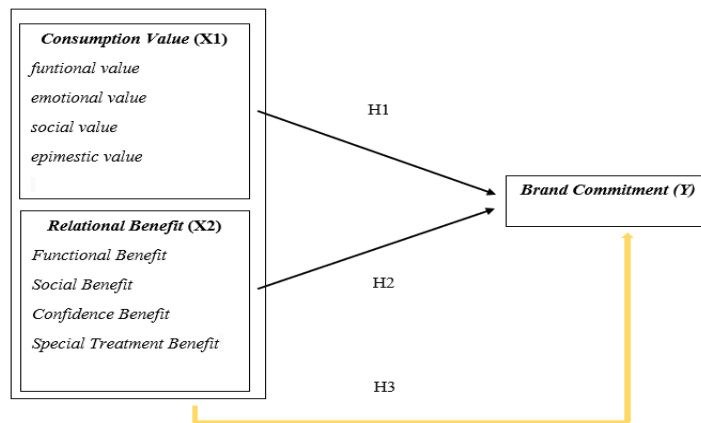 Consumption Value (X1)
funtional value
emotional value
social value
epimestic value
H1
Brand Commitment (Y)
Relational Benefit (X2)
Functional Benefit
Social Benefit
Confidence Benefit
Special Treatment Benefit
H2
H3